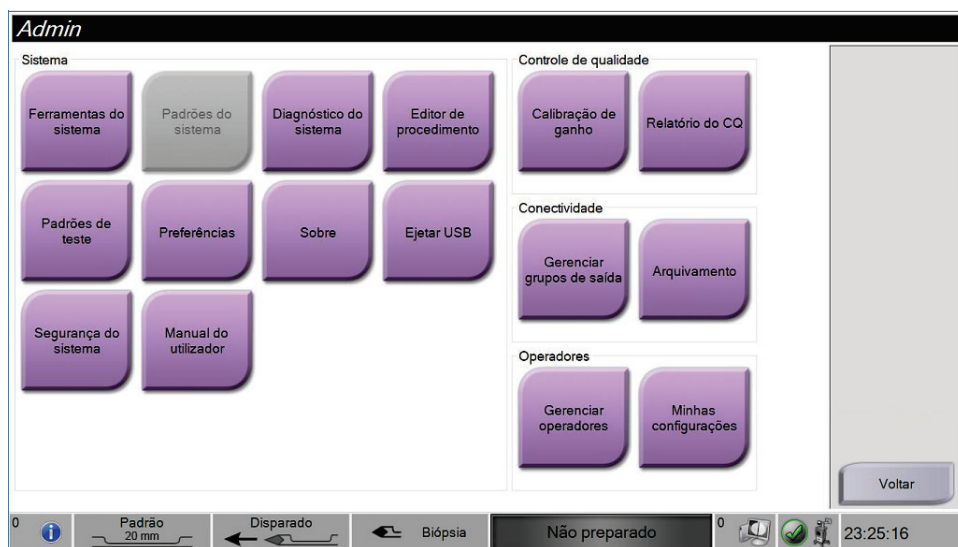 Admin
Sistema
Ferramentas do
sistema
Padrões do
sistema
Diagnóstico do
sistema
Editor de
procedimento
Padrões de
teste
Preferências
Sobre
Ejetar USB
Segurança do
sistema
Manual do
utilizador
Controle de qualidade
Calibração de
ganho
Relatório do CQ
Conectividade
Gerenciar
grupos de saída
Arquivamento
Operadores
Gerenciar
operadores
Minhas
configurações
Voltar
0
Padrão
20 mm
Disparado
Biópsia
Não preparado
0
23:25:16